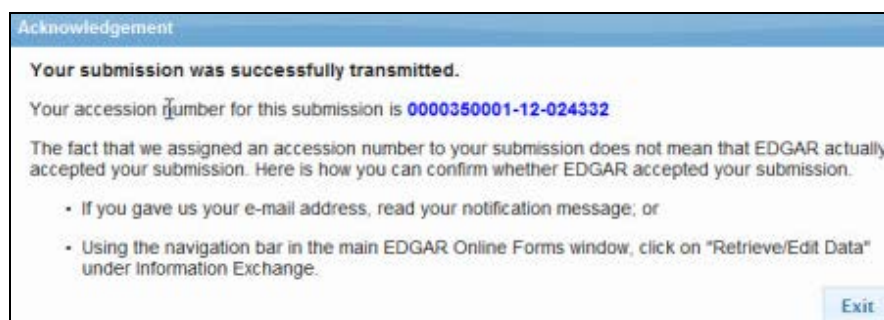 Acknowledgement
Your submission was successfully transmitted.
Your accession number for this submission is 0000350001-12-024332
The fact that we assigned an accession number to your submission does not mean that EDGAR actually
accepted your submission. Here is how you can confirm whether EDGAR accepted your submission.
• If you gave us your e-mail address, read your notification message; or
• Using the navigation bar in the main EDGAR Online Forms window, click on "Retrieve/Edit Data"
under Information Exchange.
Exit